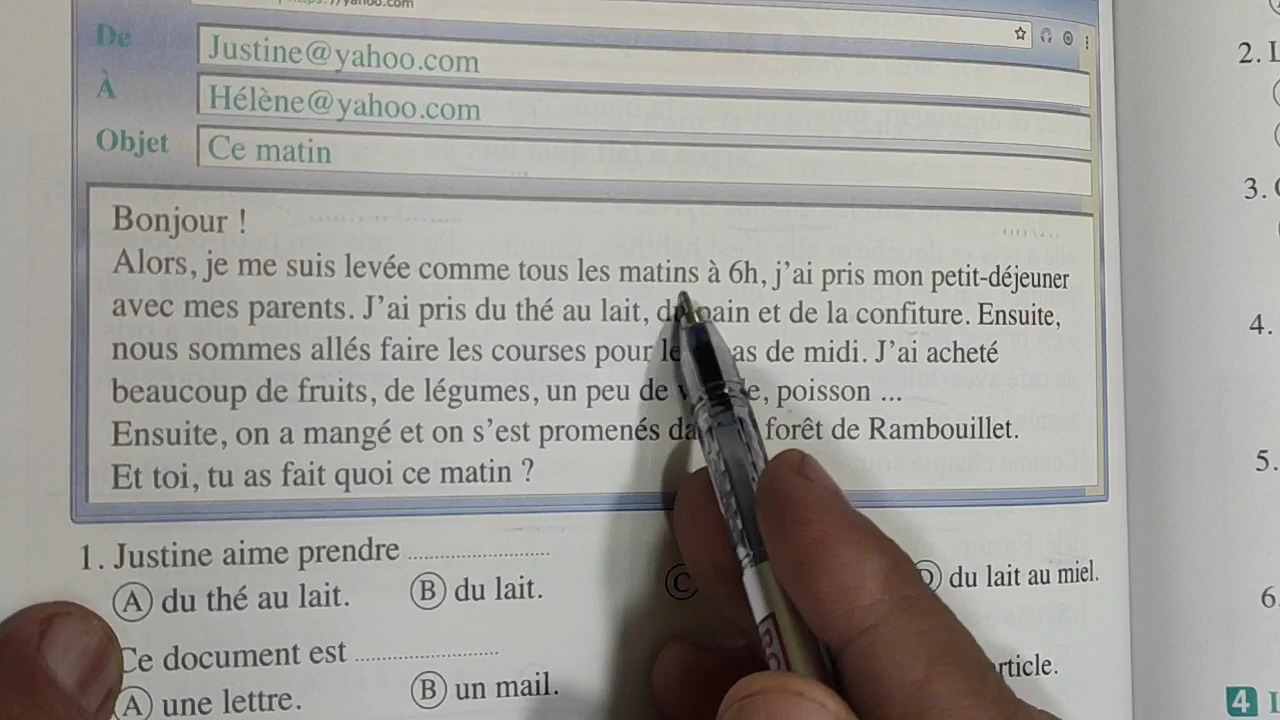 yahoo.com
De Justine@yahoo.com
À Hélène@yahoo.com
Objet Ce matin
Bonjour !
Alors, je me suis levée comme tous les matins à 6h, j'ai pris mon petit-déjeuner
avec mes parents. J'ai pris du thé au lait, du pain et de la confiture. Ensuite,
nous sommes allés faire les courses pour le as de midi. J'ai acheté
beaucoup de fruits, de légumes, un peu de poisson ...
Ensuite, on a mangé et on s'est promenés forêt de Rambouillet.
Et toi, tu as fait quoi ce matin ?
1. Justine aime prendre ........................
A du thé au lait. B du lait. C D du lait au miel.
Ce document est ........................
A une lettre. B un mail. rticle.
2.
3.
4.
5.
6.
4